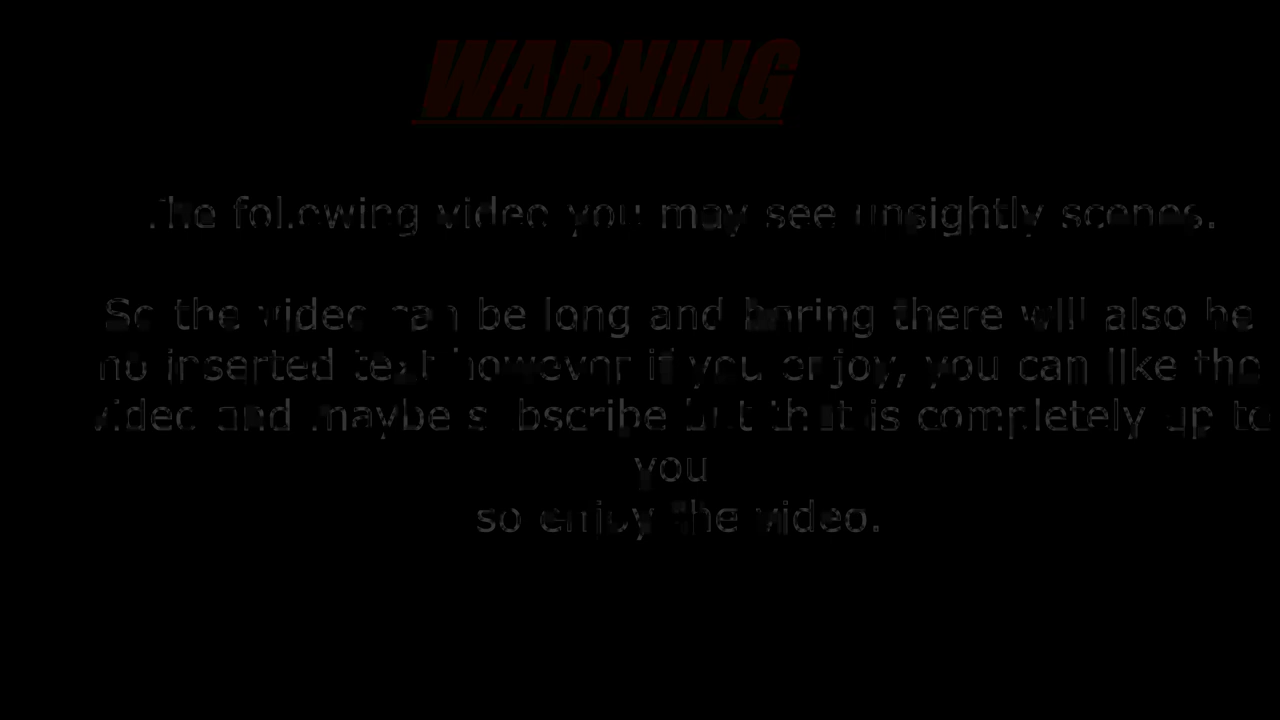 WARNING
The following video you may see unsightly scenes.
So the video can be long and boring there will also be
no inserted text however if you enjoy, you can like the
video and maybe subscribe but that is completely up to
you
so enjoy the video.